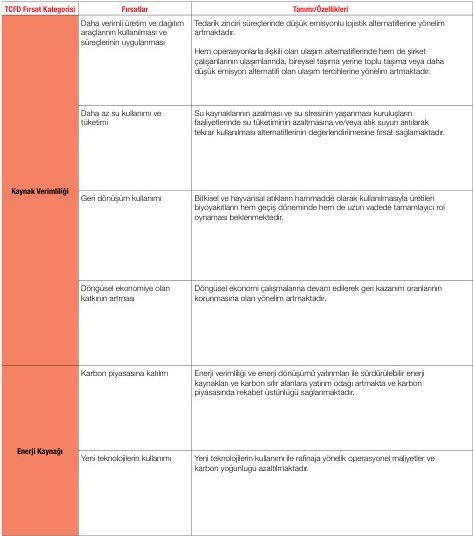 TCFD Fırsat Kategorisi
Fırsatlar
Tanımı/Özellikleri
Kaynak Verimliliği
Daha verimli üretim ve dağıtım
araçlarının kullanılması ve
süreçlerinin uygulanması
Tedarik zinciri süreçlerinde düşük emisyonlu lojistik alternatiflerine yönelim
artmaktadır.
Hem operasyonlarla ilişkili olan ulaşım alternatiflerinde hem de şirket
çalışanlarının ulaşımlarında, bireysel taşıma yerine toplu taşıma veya daha
düşük emisyon alternatifi olan ulaşım tercihlerine yönelim artmaktadır.
Daha az su kullanımı ve
tüketimi
Su kaynaklarının azalması ve su stresinin yaşanması kuruluşların
faaliyetlerinde su tüketiminin azaltmasına ve/veya atık suyun arıtılarak
tekrar kullanılması alternatiflerinin değerlendirilmesine fırsat sağlamaktadır.
Geri dönüşüm kullanımı
Bitkisel ve hayvansal atıkların hammadde olarak kullanılmasıyla üretilen
biyoyakıtların hem geçiş döneminde hem de uzun vadede tamamlayıcı rol
oynaması beklenmektedir.
Döngüsel ekonomiye olan
katkının artması
Döngüsel ekonomi çalışmalarına devam edilerek geri kazanım oranlarının
korunmasına olan yönelim artmaktadır.
Enerji Kaynağı
Karbon piyasasına katılım
Enerji verimliliği ve enerji dönüşümü yatırımları ile sürdürülebilir enerji
kaynakları ve karbon sıfır alanlara yatırım odağı artmakta ve karbon
piyasasında rekabet üstünlüğü sağlanmaktadır.
Yeni teknolojilerin kullanımı
Yeni teknolojilerin kullanımı ile rafinaja yönelik operasyonel maliyetler ve
karbon yoğunluğu azaltılmaktadır.